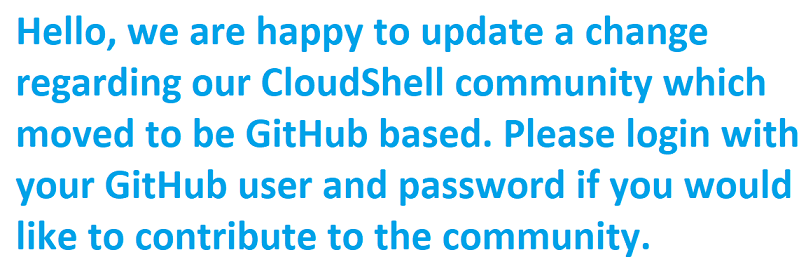 Hello, we are happy to update a change
regarding our CloudShell community which
moved to be GitHub based. Please login with
your GitHub user and password if you would
like to contribute to the community.